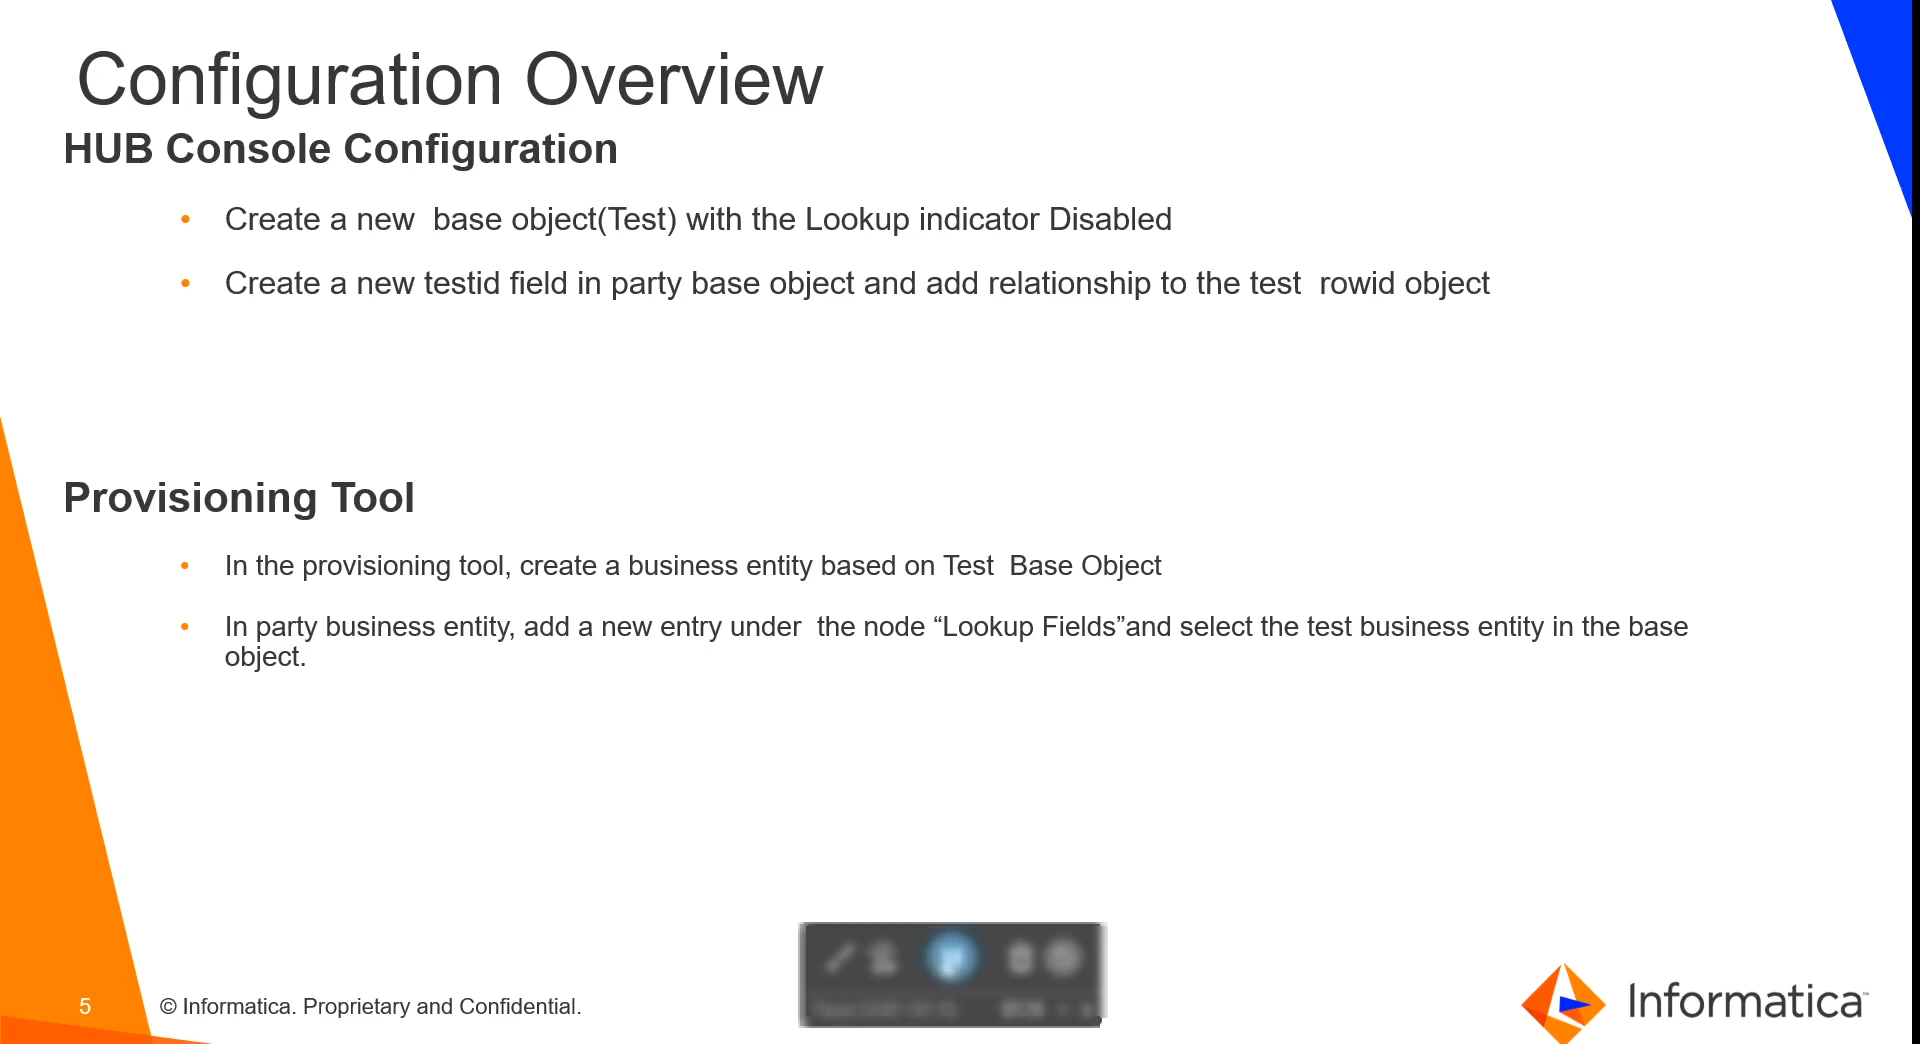 Configuration Overview
HUB Console Configuration
• Create a new  base object(Test) with the Lookup indicator Disabled
• Create a new testid field in party base object and add relationship to the test  rowid object
Provisioning Tool
• In the provisioning tool, create a business entity based on Test  Base Object
• In party business entity, add a new entry under  the node “Lookup Fields”and select the test business entity in the base
object.
5
© Informatica. Proprietary and Confidential.
Informatica™